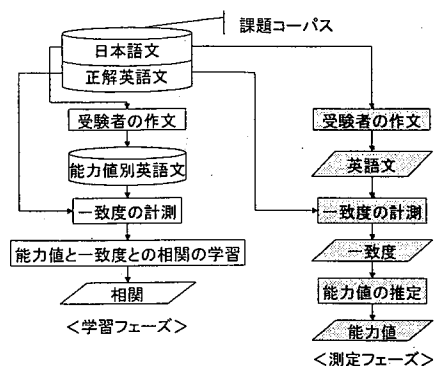 課題コーパス
日本語文
正解英語文
受験者の作文
能力値別英語文
一致度の計測
能力値と一致度との相関の学習
相関
<学習フェーズ>
受験者の作文
英語文
一致度の計測
一致度
能力値の推定
能力値
<測定フェーズ>